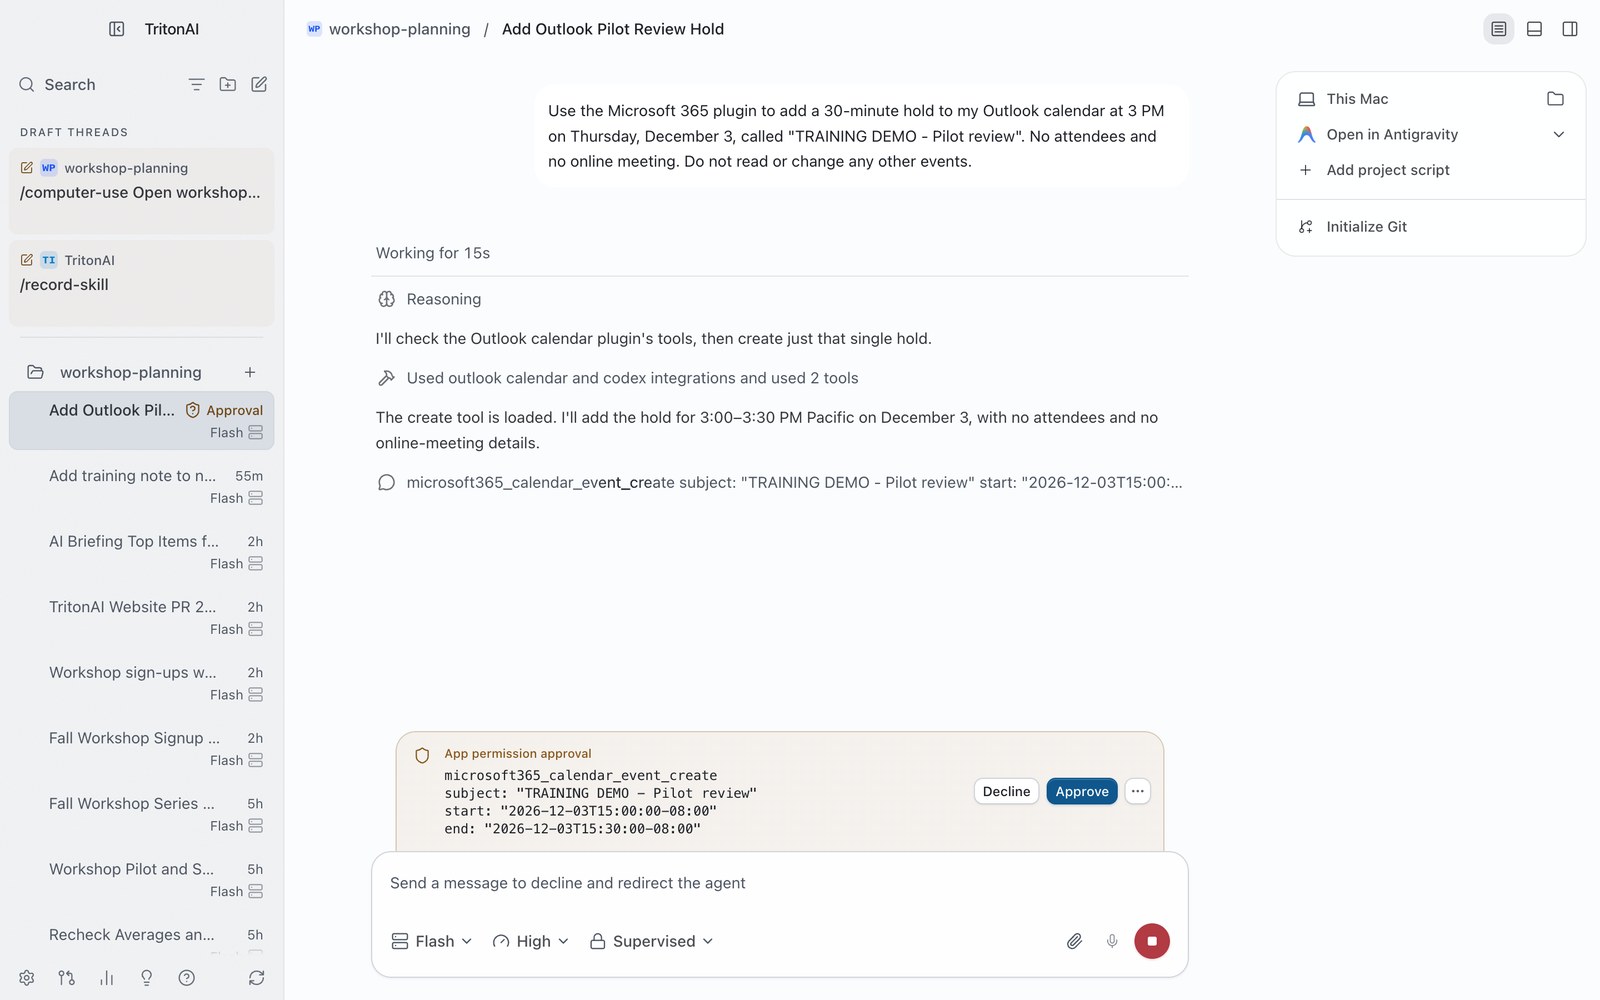 TritonAI
Search
DRAFT THREADS
WP workshop-planning
/computer-use Open workshop...
TI TritonAI
/record-skill
workshop-planning
Add Outlook Pil... Approval
Flash
Add training note to n... 55m
Flash
AI Briefing Top Items f... 2h
Flash
TritonAI Website PR 2... 2h
Flash
Workshop sign-ups w... 2h
Flash
Fall Workshop Signup ... 2h
Flash
Fall Workshop Series ... 5h
Flash
Workshop Pilot and S... 5h
Flash
Recheck Averages an... 5h
WP workshop-planning / Add Outlook Pilot Review Hold
Use the Microsoft 365 plugin to add a 30-minute hold to my Outlook calendar at 3 PM
on Thursday, December 3, called "TRAINING DEMO - Pilot review". No attendees and
no online meeting. Do not read or change any other events.
Working for 15s
Reasoning
I'll check the Outlook calendar plugin's tools, then create just that single hold.
Used outlook calendar and codex integrations and used 2 tools
The create tool is loaded. I'll add the hold for 3:00–3:30 PM Pacific on December 3, with no attendees and no
online-meeting details.
microsoft365_calendar_event_create subject: "TRAINING DEMO - Pilot review" start: "2026-12-03T15:00:...
App permission approval
microsoft365_calendar_event_create
subject: "TRAINING DEMO - Pilot review"
start: "2026-12-03T15:00:00-08:00"
end: "2026-12-03T15:30:00-08:00"
Decline
Approve
Send a message to decline and redirect the agent
Flash
High
Supervised
This Mac
Open in Antigravity
Add project script
Initialize Git